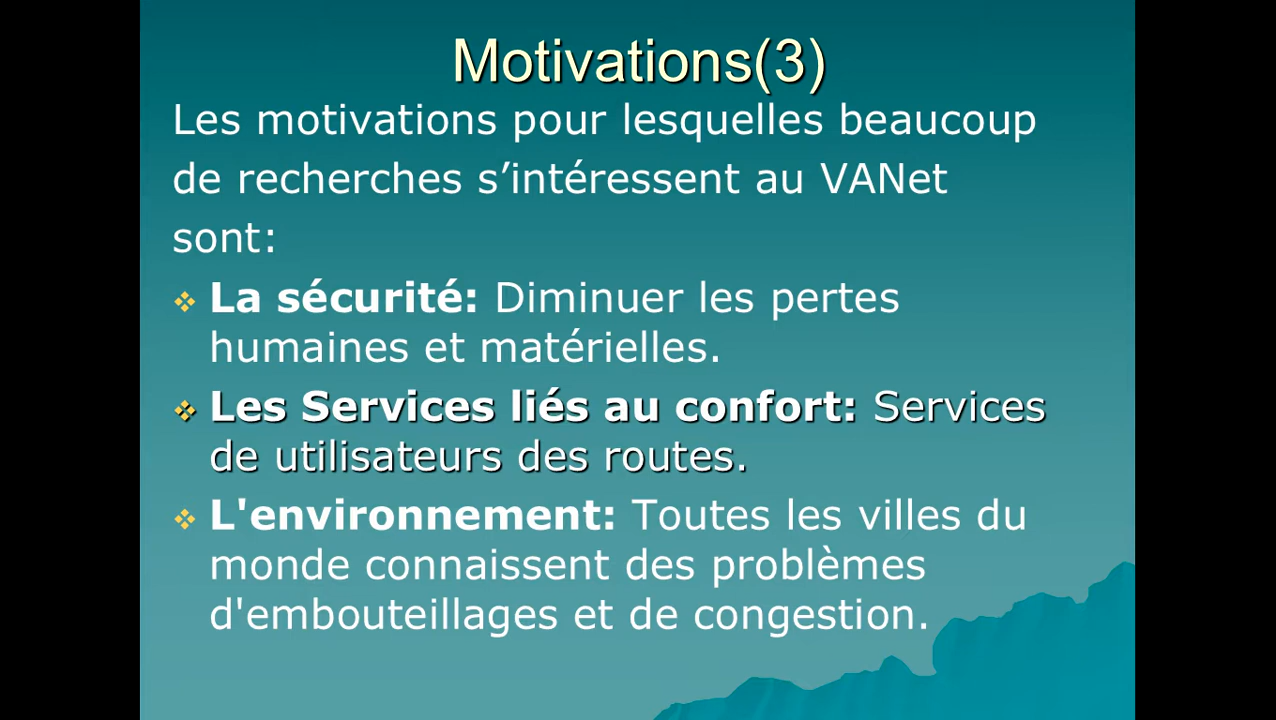 Motivations(3)
Les motivations pour lesquelles beaucoup
de recherches s’intéressent au VANet
sont:
La sécurité: Diminuer les pertes
humaines et matérielles.
Les Services liés au confort: Services
de utilisateurs des routes.
L'environnement: Toutes les villes du
monde connaissent des problèmes
d'embouteillages et de congestion.